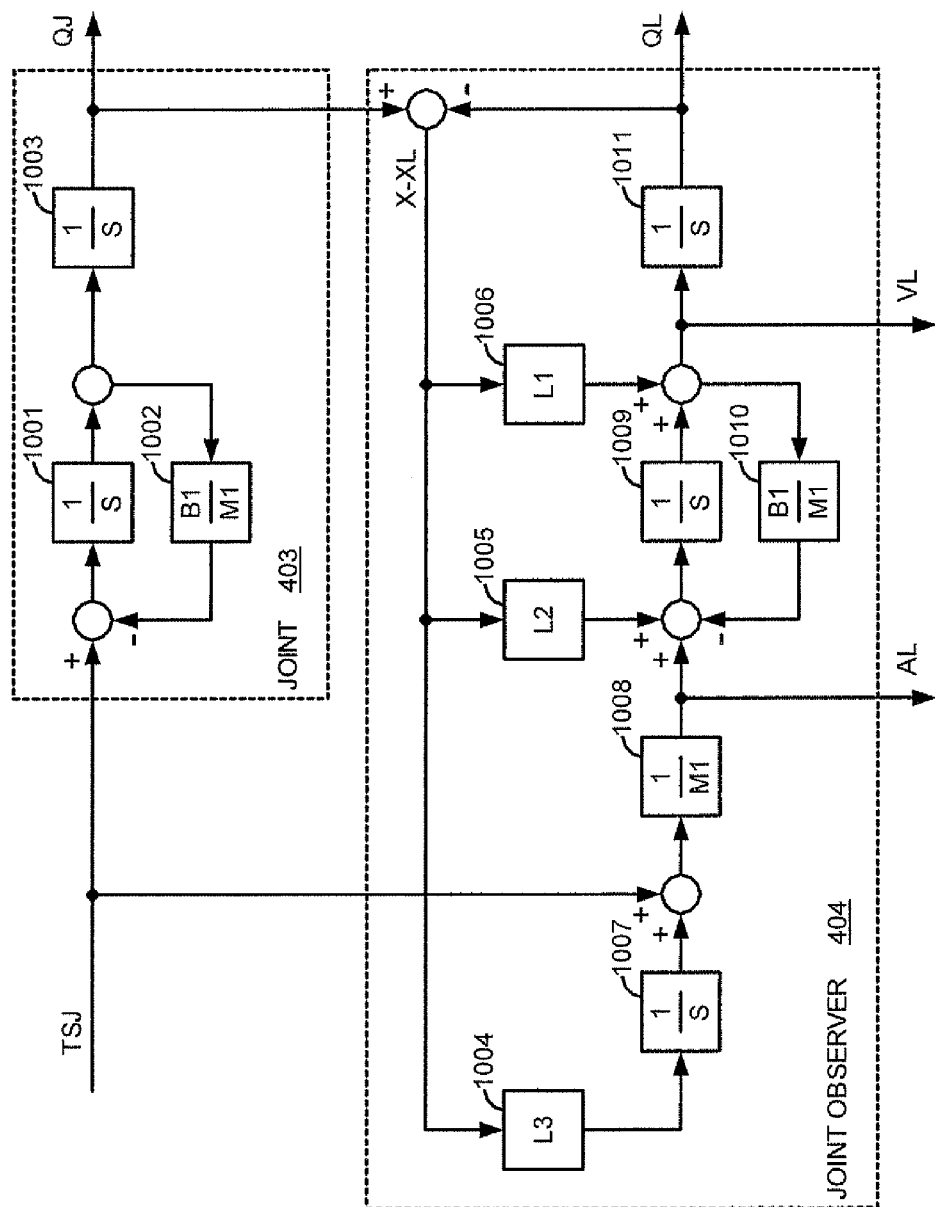 QJ
1003
1
S
1001
1
S
1002
B1
M1
+
-
JOINT 403
TSJ
+
-
X-XL
QL
1011
1
S
1006
L1
1005
L2
1009
1
S
+
+
1010
B1
M1
+
+
-
VL
AL
1008
1
M1
+
+
1007
1
S
1004
L3
JOINT OBSERVER 404